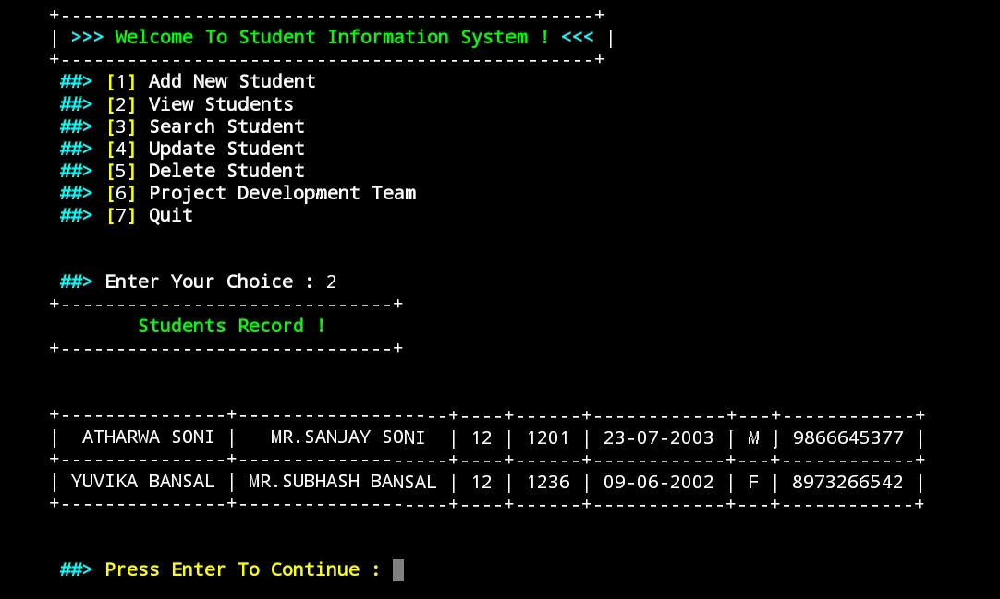 +------------------------------------------------+
| >>> Welcome To Student Information System ! <<< |
+------------------------------------------------+
##> [1] Add New Student
##> [2] View Students
##> [3] Search Student
##> [4] Update Student
##> [5] Delete Student
##> [6] Project Development Team
##> [7] Quit
##> Enter Your Choice : 2
+------------------------------+
Students Record !
+------------------------------+
+---------------+-------------------+----+------+------------+---+------------+
| ATHARWA SONI | MR.SANJAY SONI | 12 | 1201 | 23-07-2003 | M | 9866645377 |
+---------------+-------------------+----+------+------------+---+------------+
| YUVIKA BANSAL | MR.SUBHASH BANSAL | 12 | 1236 | 09-06-2002 | F | 8973266542 |
+---------------+-------------------+----+------+------------+---+------------+
##> Press Enter To Continue :